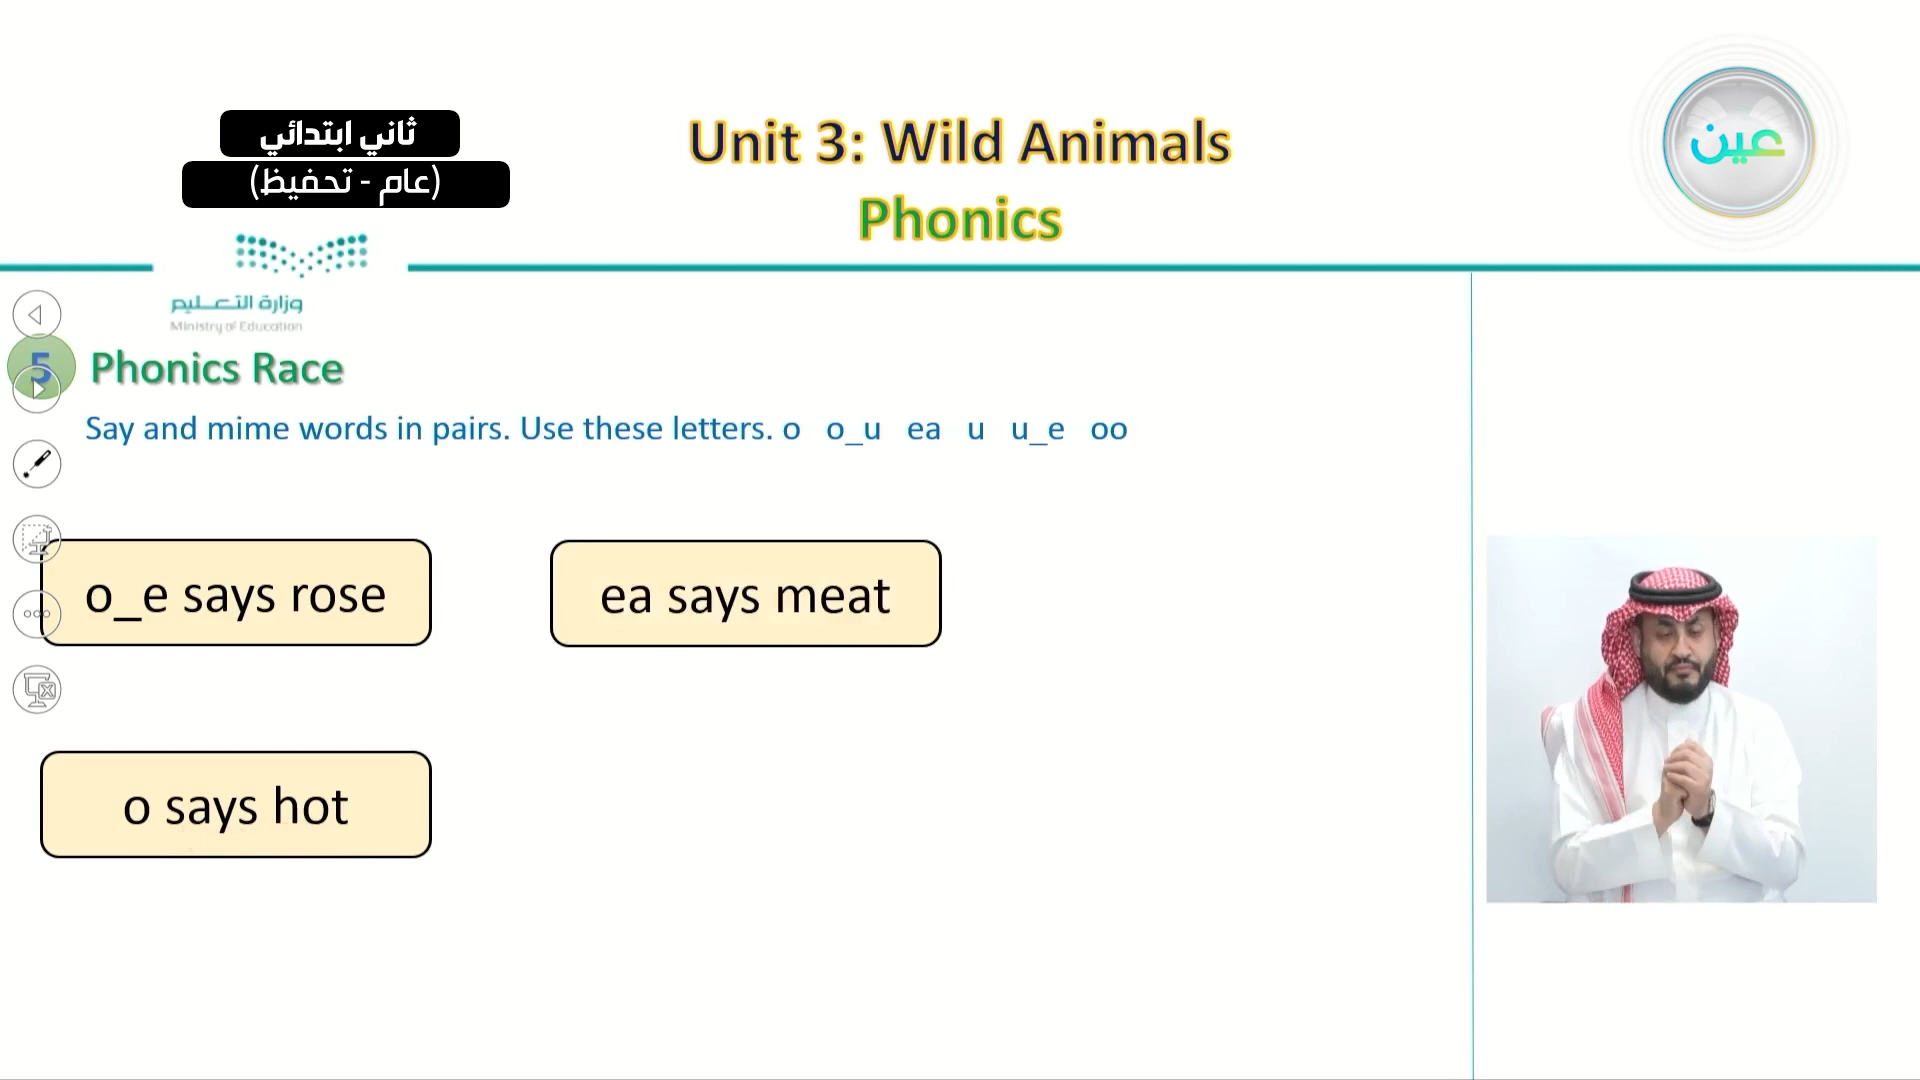 ثاني ابتدائي
(عام - تحفيظ)
Unit 3: Wild Animals
Phonics
عين
وزارة التعليم
Ministry of Education
5 Phonics Race
Say and mime words in pairs. Use these letters. o o_u ea u u_e oo
o_e says rose
ea says meat
o says hot